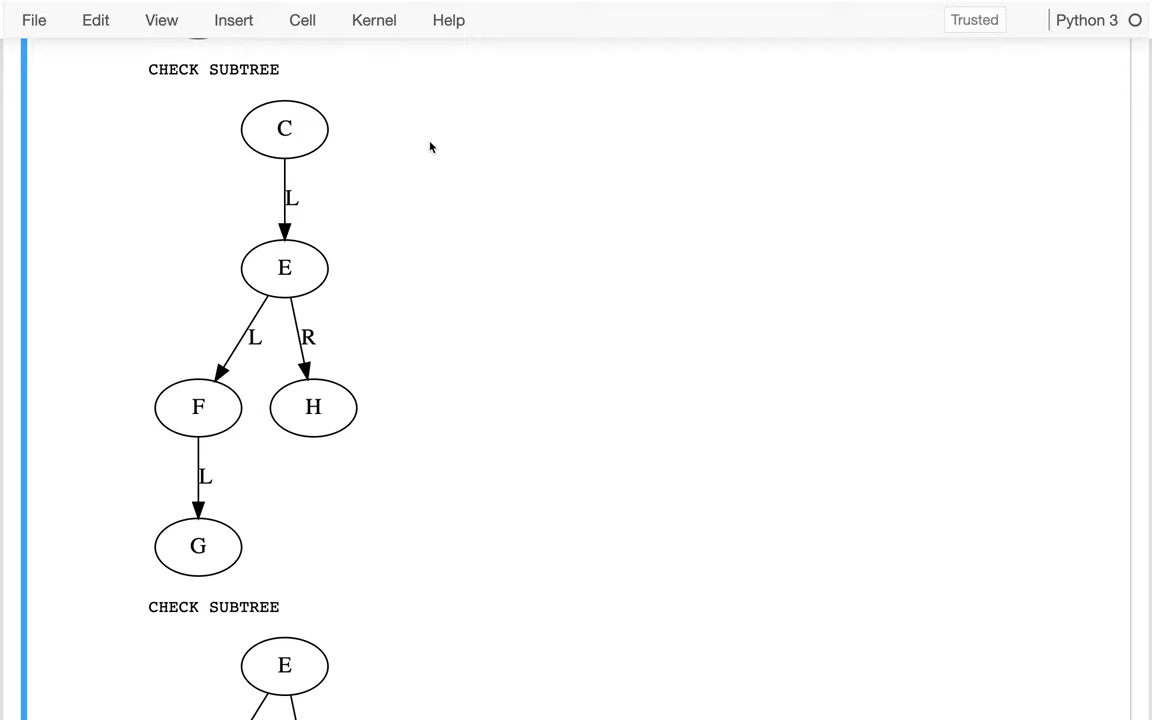 File Edit View Insert Cell Kernel Help Trusted Python 3
CHECK SUBTREE
C
L
E
L R
F H
L
G
CHECK SUBTREE
E